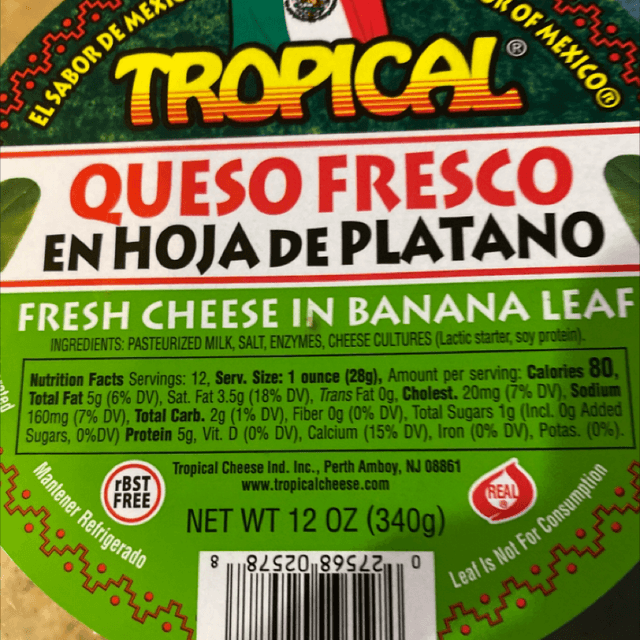 EL SABOR DE MEXIC
OR OF MEXICO®
TROPICAL®
QUESO FRESCO
EN HOJA DE PLATANO
FRESH CHEESE IN BANANA LEAF
INGREDIENTS: PASTEURIZED MILK, SALT, ENZYMES, CHEESE CULTURES (Lactic starter, soy protein).
Nutrition Facts Servings: 12, Serv. Size: 1 ounce (28g), Amount per serving: Calories 80,
Total Fat 5g (6% DV), Sat. Fat 3.5g (18% DV), Trans Fat 0g, Cholest. 20mg (7% DV), Sodium
160mg (7% DV), Total Carb. 2g (1% DV), Fiber 0g (0% DV), Total Sugars 1g (Incl. 0g Added
Sugars, 0%DV) Protein 5g, Vit. D (0% DV), Calcium (15% DV), Iron (0% DV), Potas. (0%).
Tropical Cheese Ind. Inc., Perth Amboy, NJ 08861
www.tropicalcheese.com
rBST
FREE
REAL
®
NET WT 12 OZ (340g)
Mantener Refrigerado
Leaf Is Not For Consumption
8 82520 89572 0